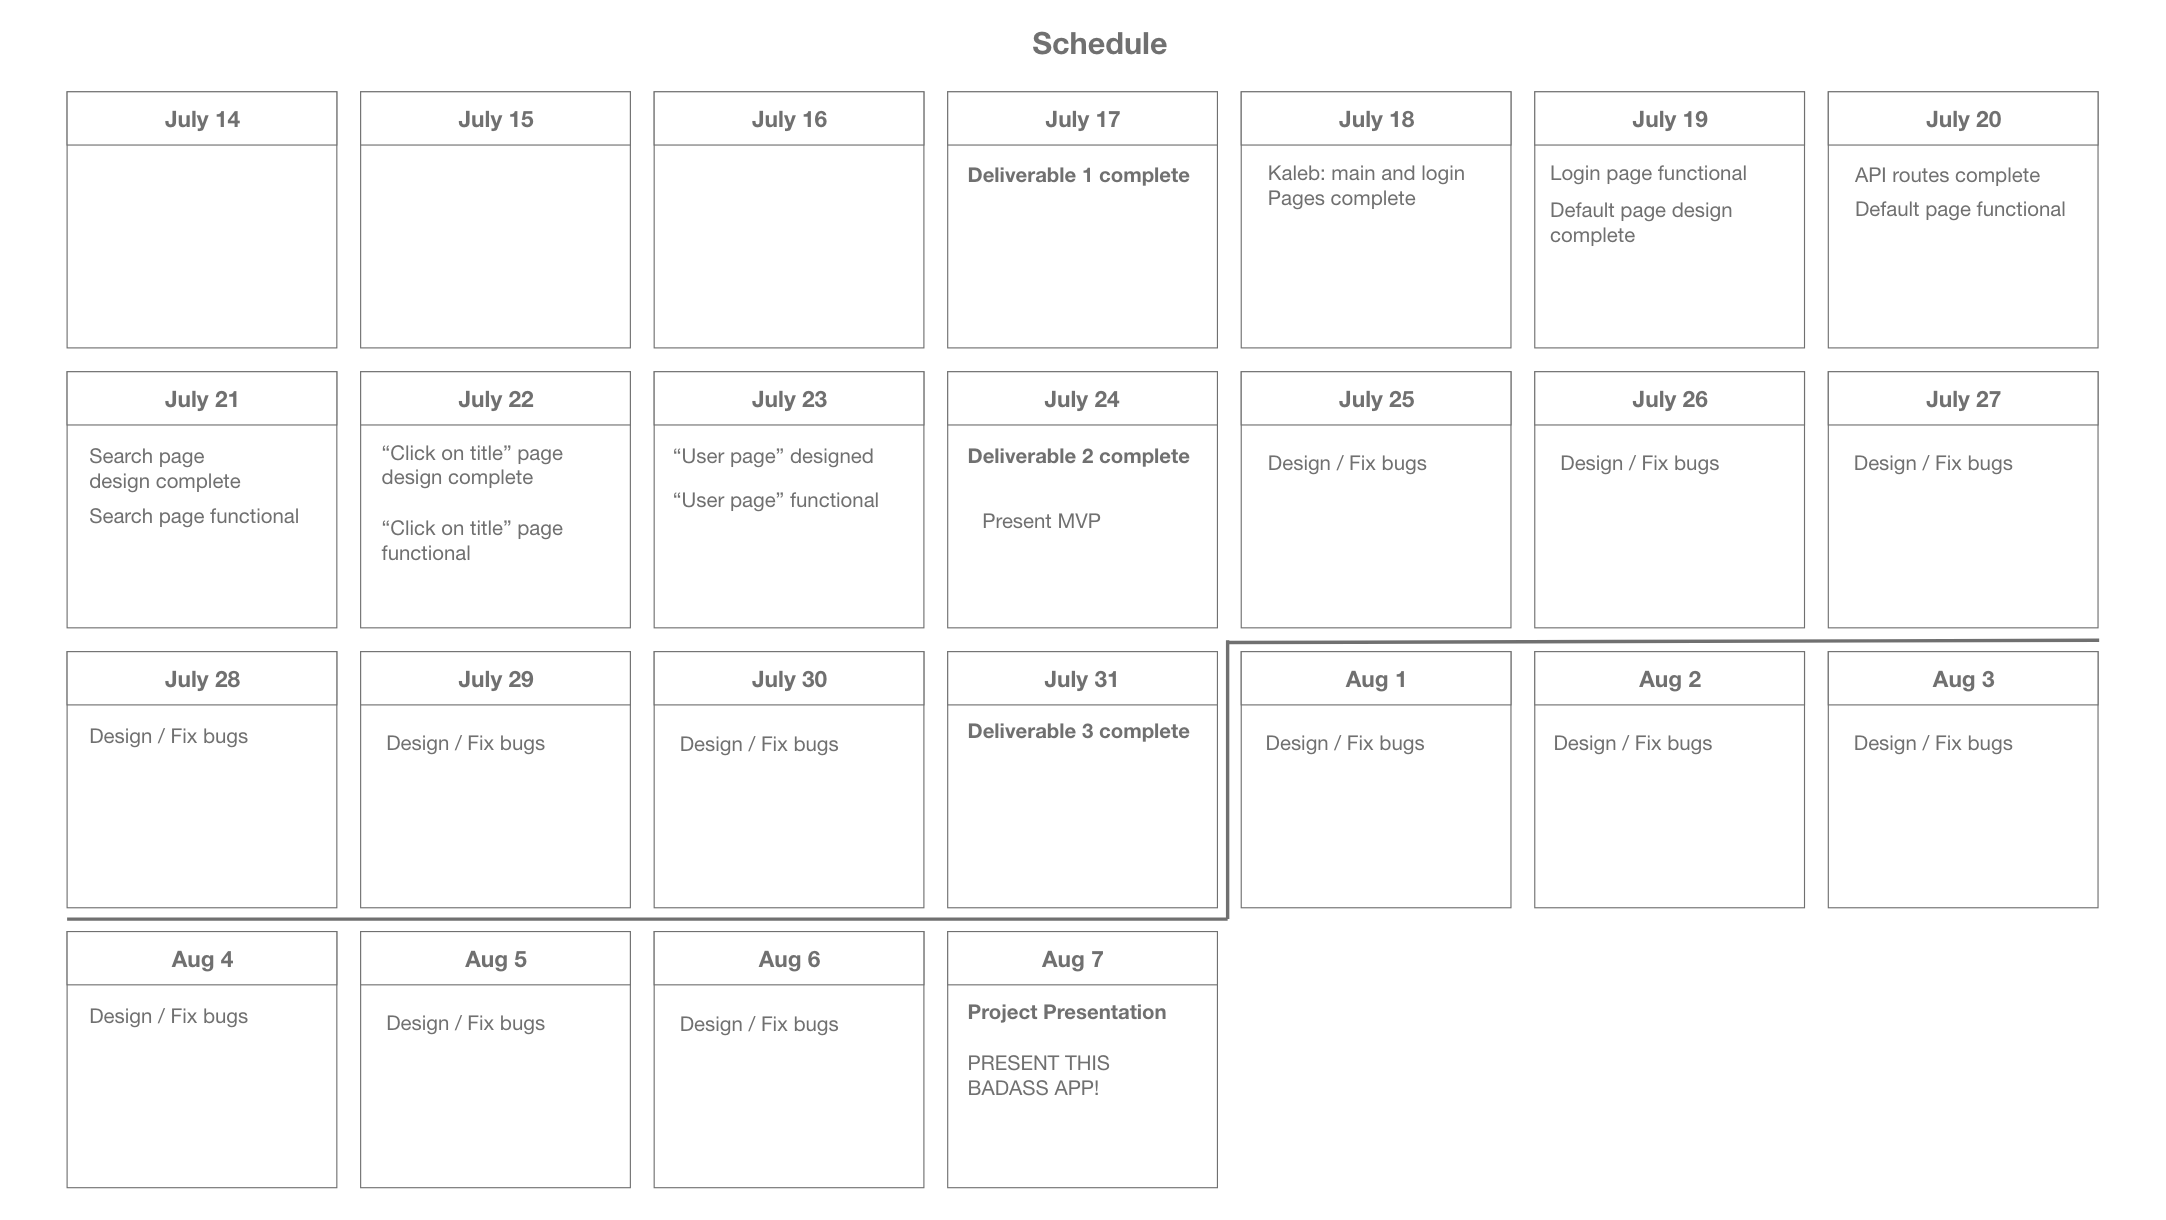 Schedule
July 14
July 15
July 16
July 17
Deliverable 1 complete
July 18
Kaleb: main and login
Pages complete
July 19
Login page functional
Default page design
complete
July 20
API routes complete
Default page functional
July 21
Search page
design complete
Search page functional
July 22
“Click on title” page
design complete
“Click on title” page
functional
July 23
“User page” designed
“User page” functional
July 24
Deliverable 2 complete
Present MVP
July 25
Design / Fix bugs
July 26
Design / Fix bugs
July 27
Design / Fix bugs
July 28
Design / Fix bugs
July 29
Design / Fix bugs
July 30
Design / Fix bugs
July 31
Deliverable 3 complete
Aug 1
Design / Fix bugs
Aug 2
Design / Fix bugs
Aug 3
Design / Fix bugs
Aug 4
Design / Fix bugs
Aug 5
Design / Fix bugs
Aug 6
Design / Fix bugs
Aug 7
Project Presentation
PRESENT THIS
BADASS APP!